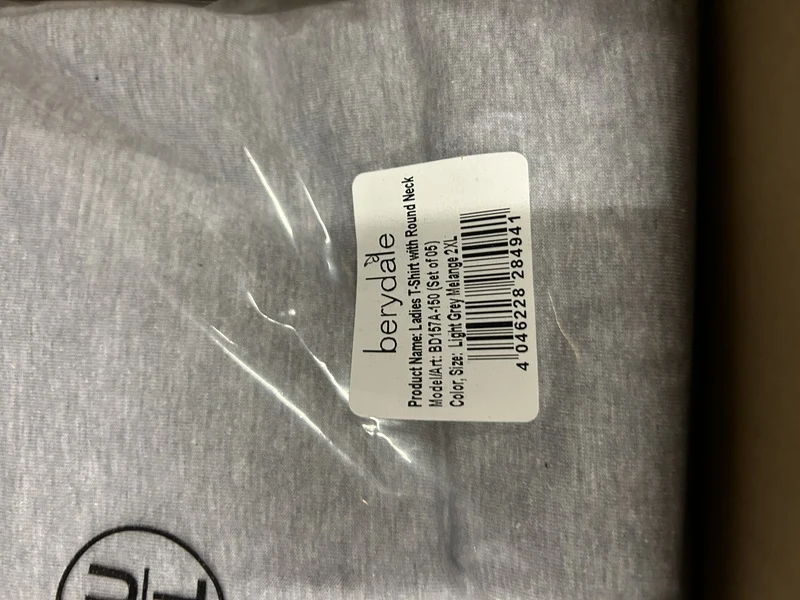 berydale
Product Name: Ladies T-Shirt with Round Neck
Model/Art: BD157A-150 (Set of 05)
Color, Size: Light Grey Melange 2XL
4 046228 284941